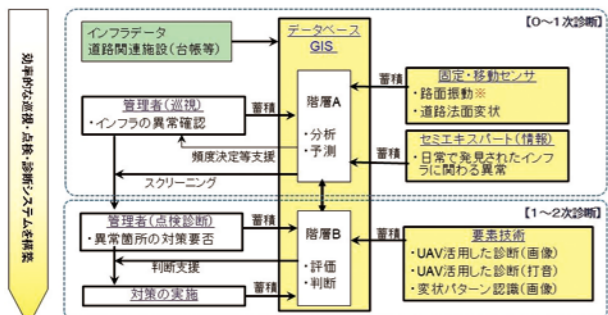 【0～1次診断】
インフラデータ
道路関連施設(台帳等)
データベース
GIS
固定・移動センサ
・路面振動※
・道路法面変状
蓄積
管理者(巡視)
・インフラの異常確認
蓄積
階層A
・分析
・予測
セミエキスパート(情報)
・日常で発見されたインフ
ラに関わる異常
蓄積
頻度決定等支援
スクリーニング
効率的な巡視・点検・診断システムを構築
【1～2次診断】
管理者(点検診断)
・異常箇所の対策要否
蓄積
階層B
・評価
・判断
蓄積
要素技術
・UAV活用した診断(画像)
・UAV活用した診断(打音)
・変状パターン認識(画像)
判断支援
対策の実施
蓄積